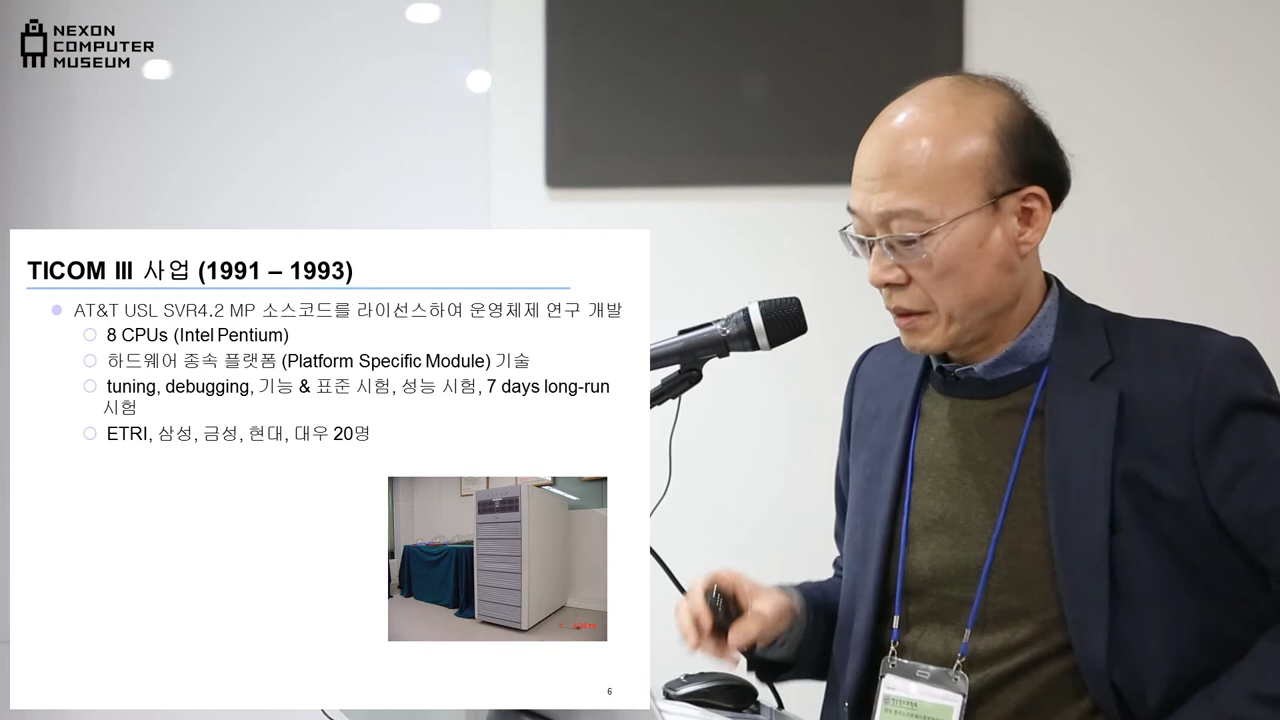 NEXON
COMPUTER
MUSEUM
TICOM III 사업 (1991 – 1993)
AT&T USL SVR4.2 MP 소스코드를 라이선스하여 운영체제 연구 개발
8 CPUs (Intel Pentium)
하드웨어 종속 플랫폼 (Platform Specific Module) 기술
tuning, debugging, 기능 & 표준 시험, 성능 시험, 7 days long-run
시험
ETRI, 삼성, 금성, 현대, 대우 20명
6